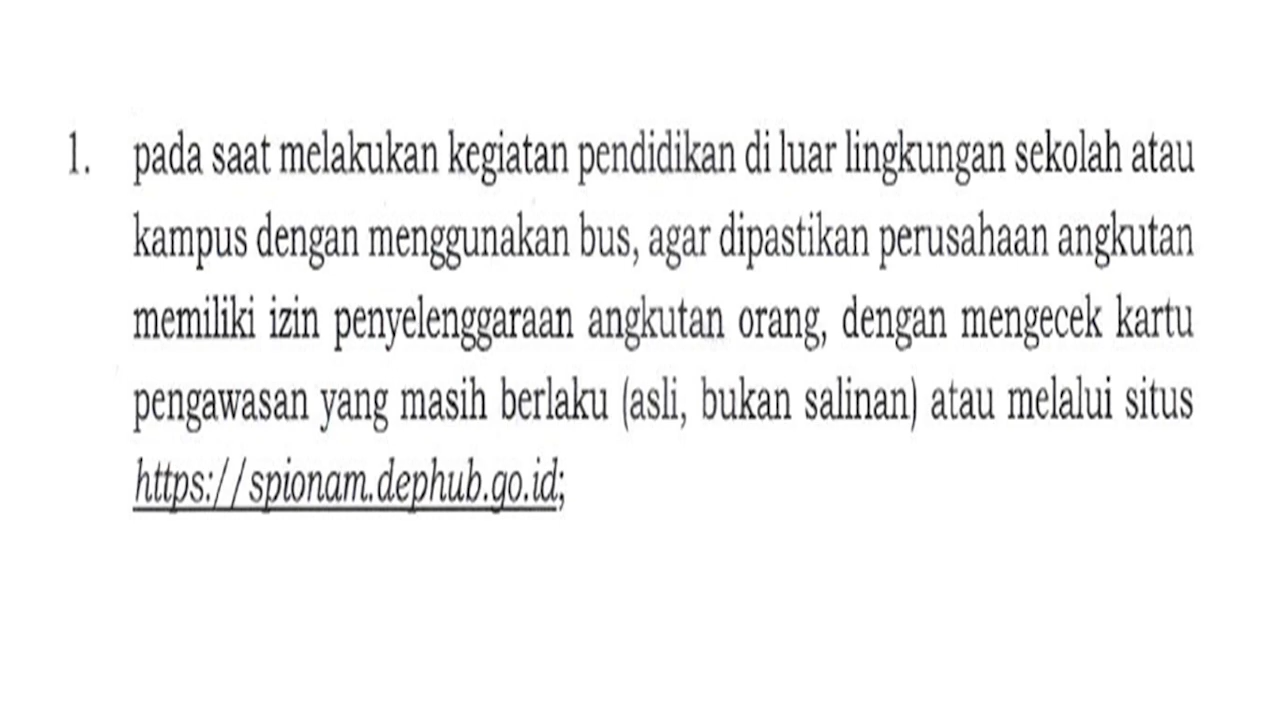 1. pada saat melakukan kegiatan pendidikan di luar lingkungan sekolah atau
kampus dengan menggunakan bus, agar dipastikan perusahaan angkutan
memiliki izin penyelenggaraan angkutan orang, dengan mengecek kartu
pengawasan yang masih berlaku (asli, bukan salinan) atau melalui situs
https://spionam.dephub.go.id;